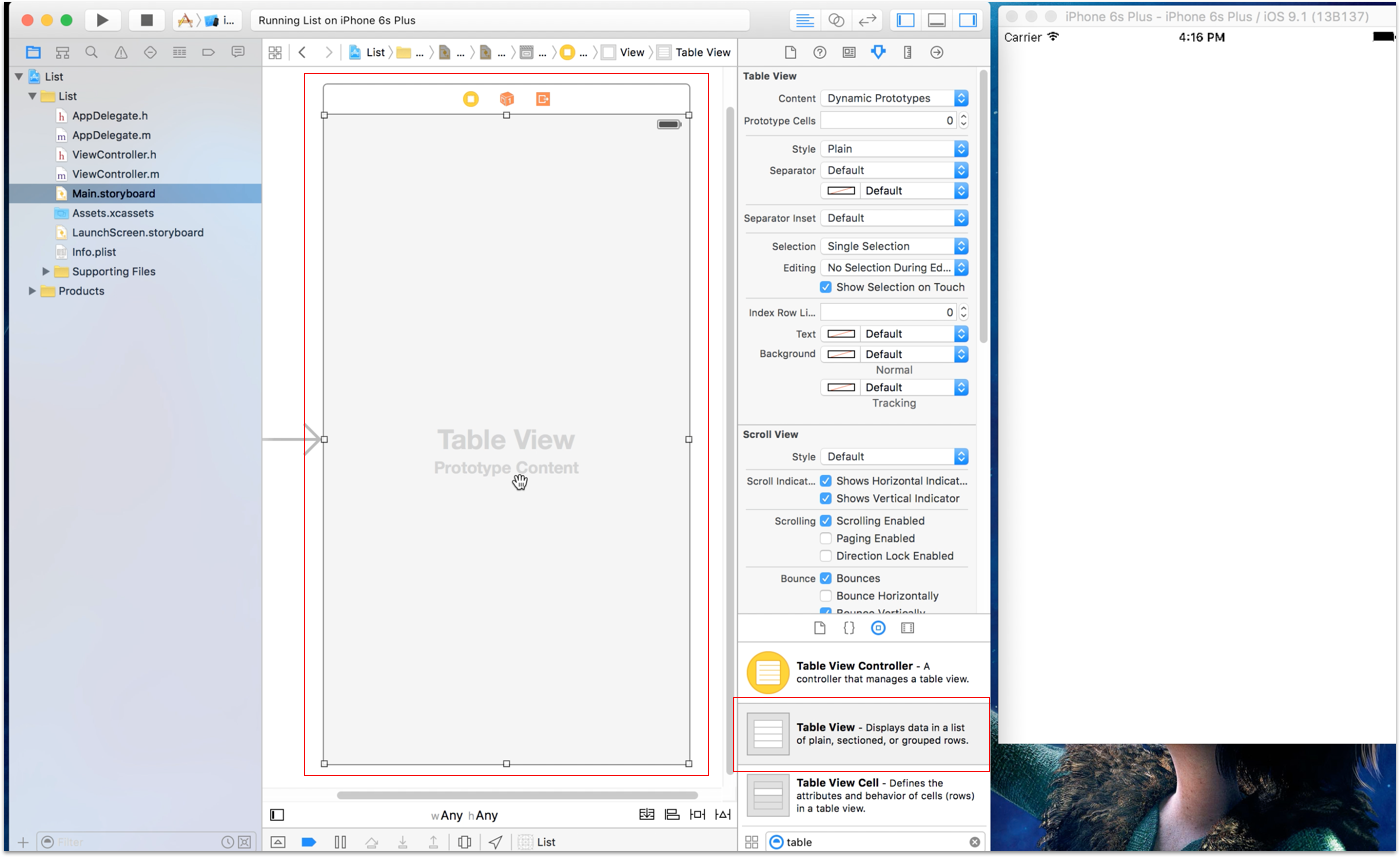 i...
Running List on iPhone 6s Plus
iPhone 6s Plus - iPhone 6s Plus / iOS 9.1 (13B137)
Carrier
4:16 PM
List
...
...
...
...
...
View
Table View
List
List
AppDelegate.h
AppDelegate.m
ViewController.h
ViewController.m
Main.storyboard
Assets.xcassets
LaunchScreen.storyboard
Info.plist
Supporting Files
Products
Filter
Table View
Prototype Content
wAny hAny
List
Table View
Content Dynamic Prototypes
Prototype Cells 0
Style Plain
Separator Default
Default
Separator Inset Default
Selection Single Selection
Editing No Selection During Ed...
Show Selection on Touch
Index Row Li... 0
Text Default
Background Default
Normal
Default
Tracking
Scroll View
Style Default
Scroll Indicat... Shows Horizontal Indicat...
Shows Vertical Indicator
Scrolling Scrolling Enabled
Paging Enabled
Direction Lock Enabled
Bounce Bounces
Bounce Horizontally
Bounce Vertically
Table View Controller - A
controller that manages a table view.
Table View - Displays data in a list
of plain, sectioned, or grouped rows.
Table View Cell - Defines the
attributes and behavior of cells (rows)
in a table view.
table